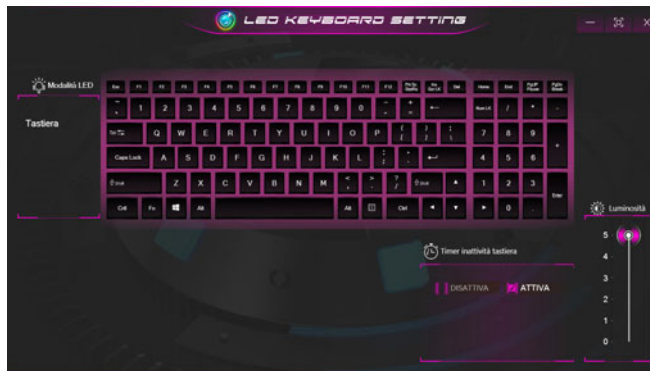 LED KEYBOARD SETTING
Modalità LED
Tastiera
Esc F1 F2 F3 F4 F5 F6 F7 F8 F9 F10 F11 F12 Del Home End
1 2 3 4 5 6 7 8 9 0 - + = Num LK / * -
Q W E R T Y U I O P { [ } ] 7 8 9 +
Caps Lock A S D F G H J K L 4 5 6
Z X C V B N M < , > . ? / 1 2 3 Enter
Ctrl Fn Alt Alt Ctrl 0 .
Luminosità
5
4
3
2
1
0
Timer inattività tastiera
DISATTIVA ATTIVA